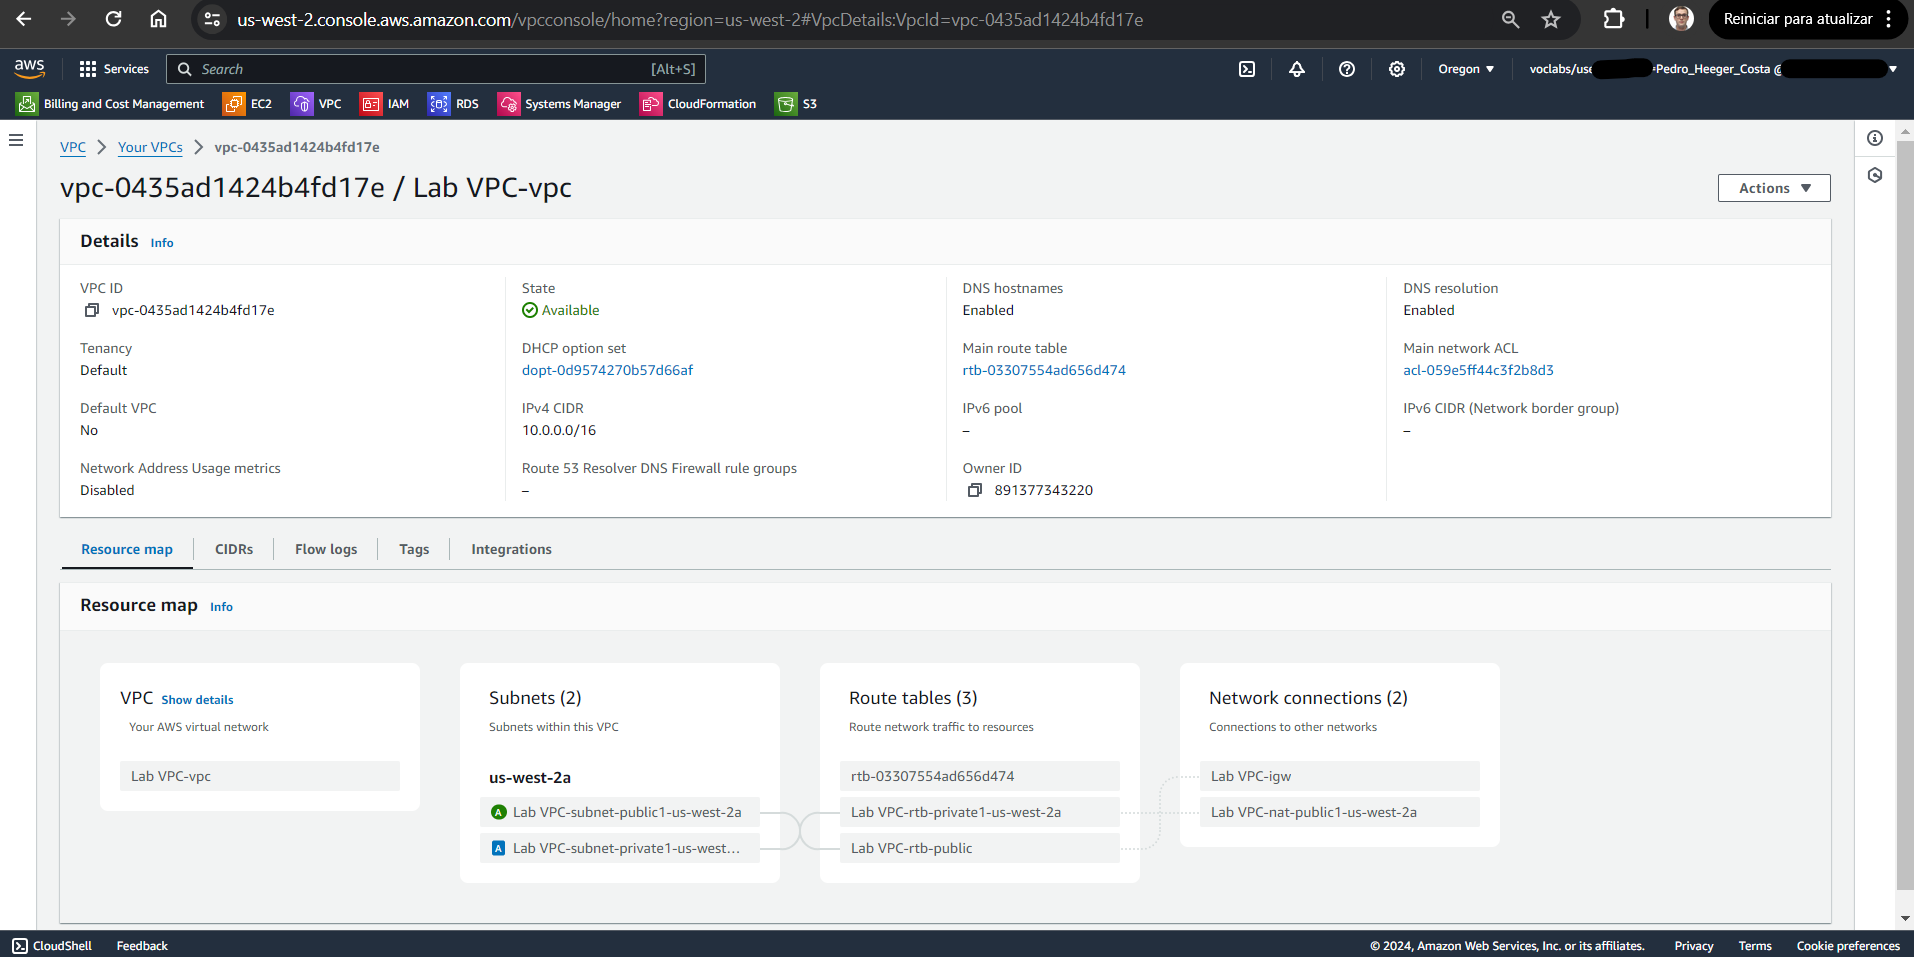 us-west-2.console.aws.amazon.com/vpcconsole/home?region=us-west-2#VpcDetails:VpcId=vpc-0435ad1424b4fd17e
Reiniciar para atualizar
aws
Services
Search
[Alt+S]
Oregon
voclabs/use
=Pedro_Heeger_Costa @
Billing and Cost Management
EC2
VPC
IAM
RDS
Systems Manager
CloudFormation
S3
VPC
Your VPCs
vpc-0435ad1424b4fd17e
vpc-0435ad1424b4fd17e / Lab VPC-vpc
Actions
Details
Info
VPC ID
vpc-0435ad1424b4fd17e
State
Available
DNS hostnames
Enabled
DNS resolution
Enabled
Tenancy
Default
DHCP option set
dopt-0d9574270b57d66af
Main route table
rtb-03307554ad656d474
Main network ACL
acl-059e5ff44c3f2b8d3
Default VPC
No
IPv4 CIDR
10.0.0.0/16
IPv6 pool
–
IPv6 CIDR (Network border group)
–
Network Address Usage metrics
Disabled
Route 53 Resolver DNS Firewall rule groups
–
Owner ID
891377343220
Resource map
CIDRs
Flow logs
Tags
Integrations
Resource map
Info
VPC
Show details
Your AWS virtual network
Lab VPC-vpc
Subnets (2)
Subnets within this VPC
us-west-2a
A
Lab VPC-subnet-public1-us-west-2a
A
Lab VPC-subnet-private1-us-west...
Route tables (3)
Route network traffic to resources
rtb-03307554ad656d474
Lab VPC-rtb-private1-us-west-2a
Lab VPC-rtb-public
Network connections (2)
Connections to other networks
Lab VPC-igw
Lab VPC-nat-public1-us-west-2a
CloudShell
Feedback
© 2024, Amazon Web Services, Inc. or its affiliates.
Privacy
Terms
Cookie preferences